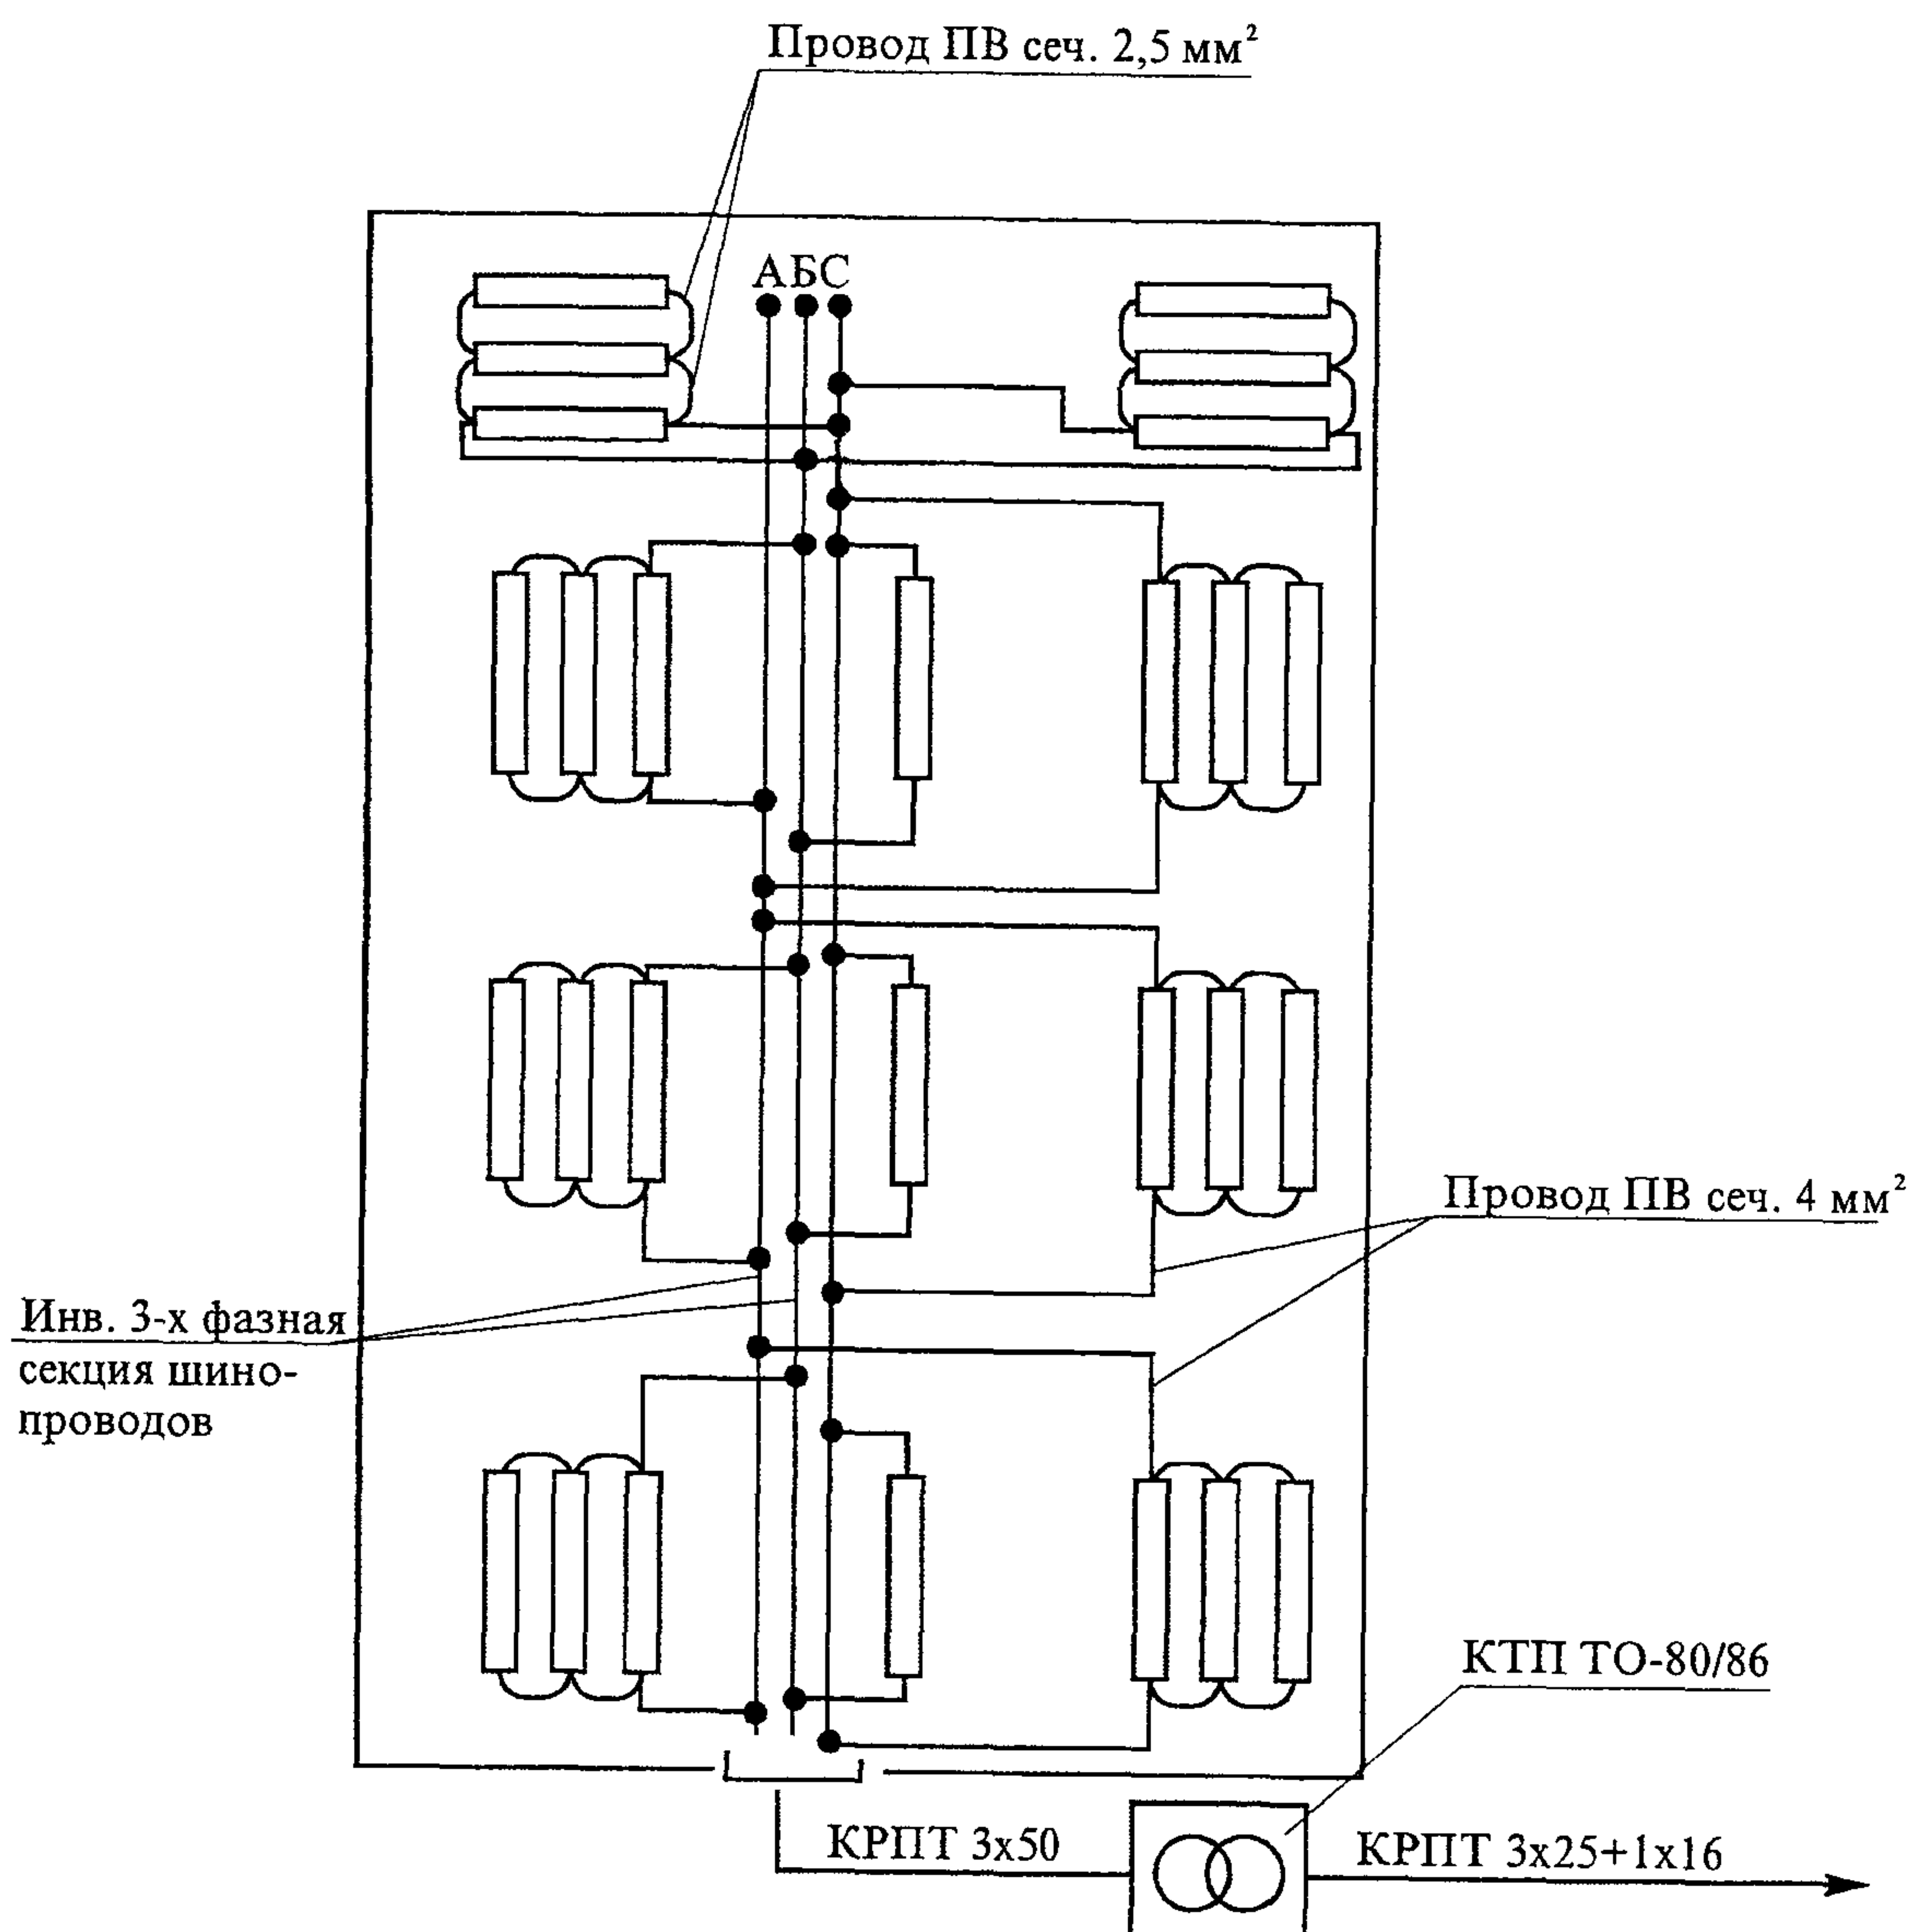 Провод ПВ сеч. 2,5 мм²
АБС
Провод ПВ сеч. 4 мм²
Инв. 3-х фазная
секция шино-
проводов
КТП ТО-80/86
КРПТ 3х50
КРПТ 3х25+1х16